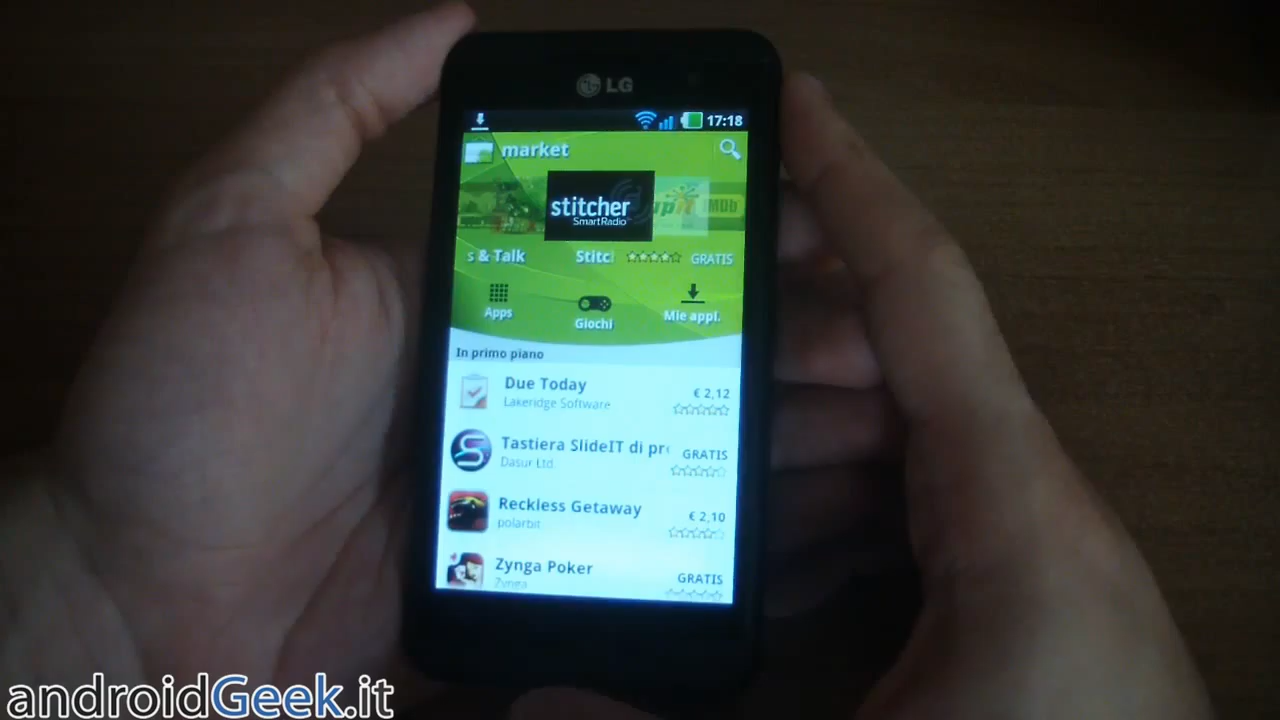 LG
17:18
market
stitcher
SmartRadio
IMDb
s & Talk
Stitc
GRATIS
Apps
Giochi
Mie appl.
In primo piano
Due Today
€ 2,12
Lakeridge Software
Tastiera SlideIT di pr
GRATIS
Dasur Ltd.
Reckless Getaway
€ 2,10
polarbit
Zynga Poker
GRATIS
Zynga
androidGeek.it